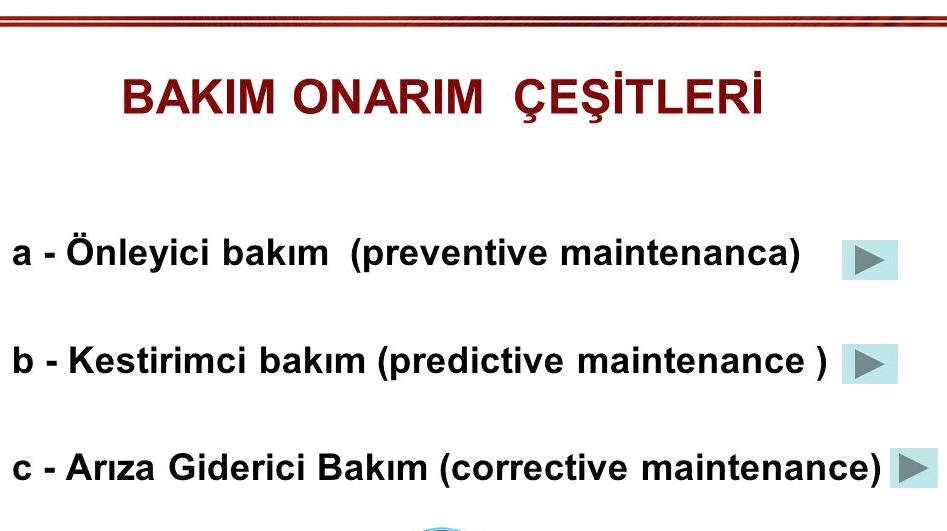 BAKIM ONARIM ÇEŞİTLERİ
a - Önleyici bakım (preventive maintenanca)
b - Kestirimci bakım (predictive maintenance )
c - Arıza Giderici Bakım (corrective maintenance)